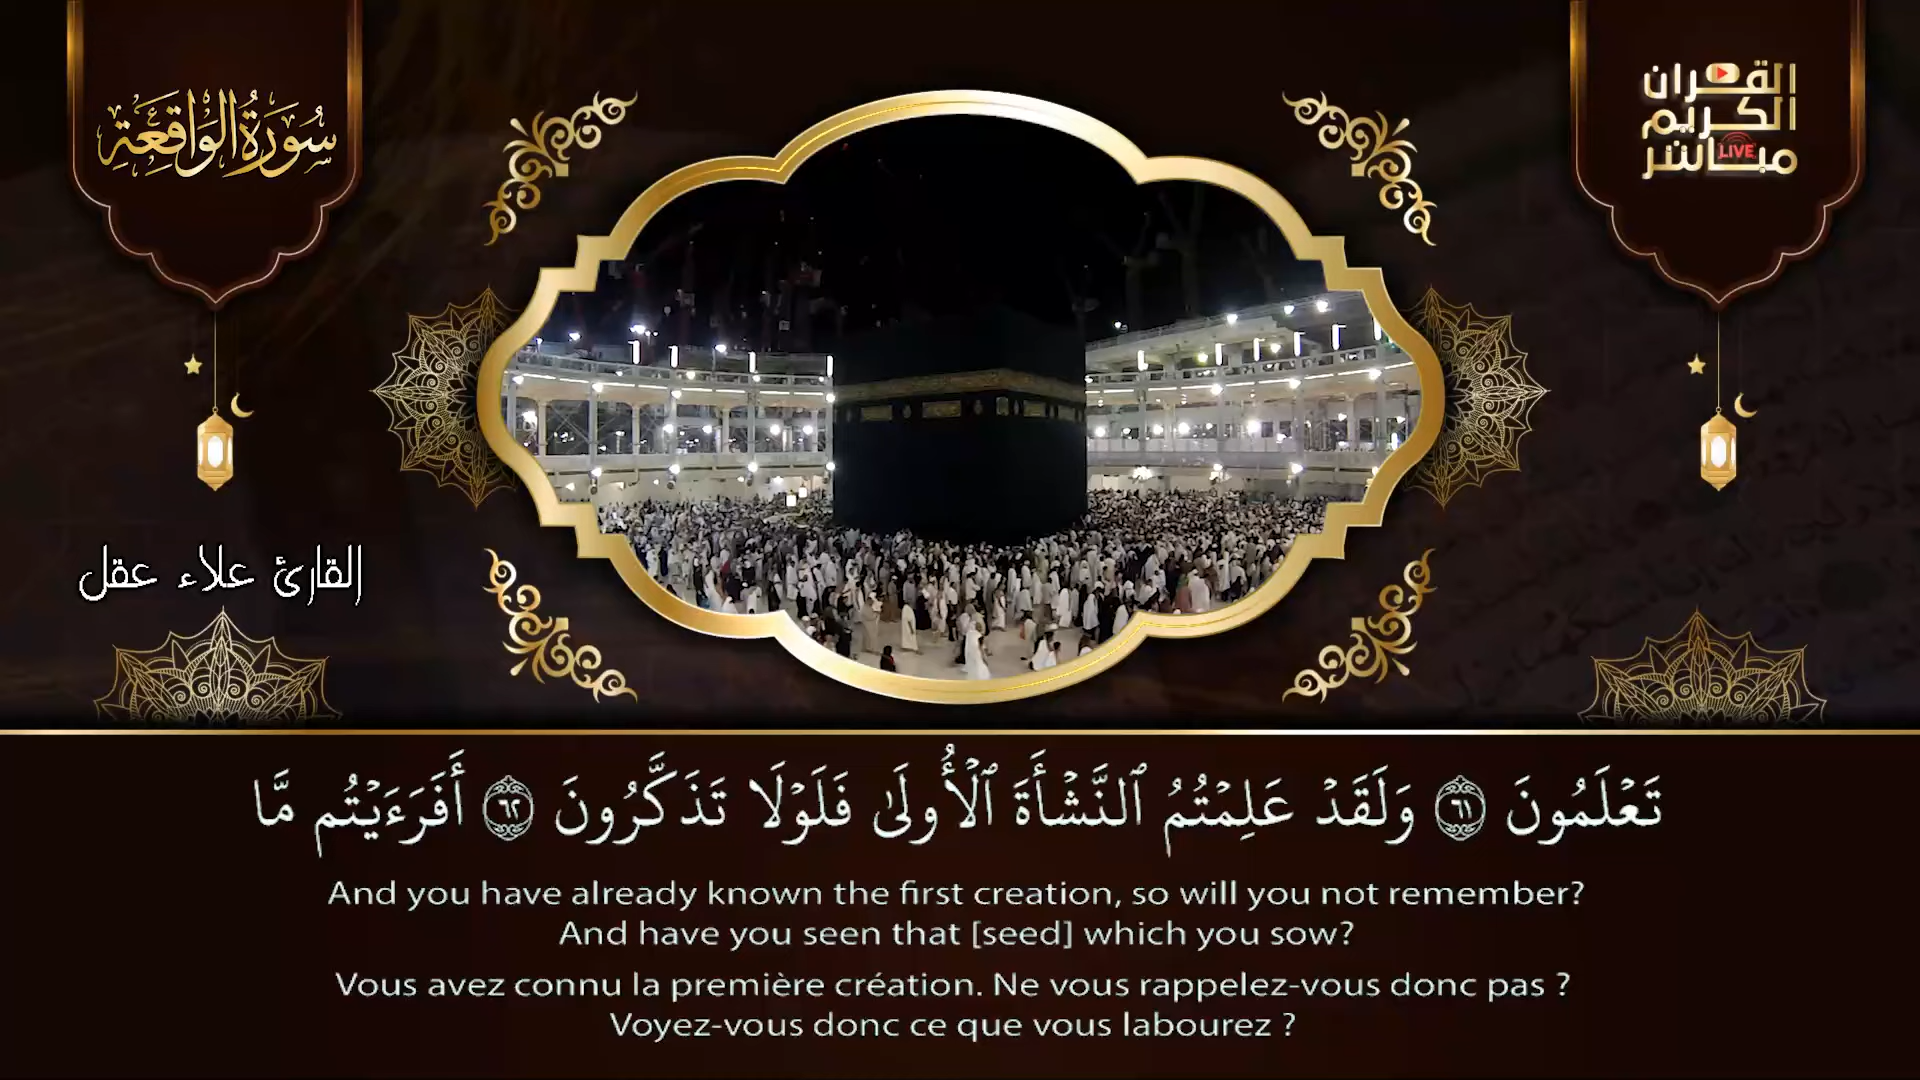 سُورَةُ الْوَاقِعَةِ
القرآن
الكريم
مباشر
LIVE
القارئ علاء عقل
تَعْلَمُونَ ٦١ وَلَقَدْ عَلِمْتُمُ ٱلنَّشْأَةَ ٱلْأُولَىٰ فَلَوْلَا تَذَكَّرُونَ ٦٢ أَفَرَءَيْتُم مَّا
And you have already known the first creation, so will you not remember?
And have you seen that [seed] which you sow?
Vous avez connu la première création. Ne vous rappelez-vous donc pas ?
Voyez-vous donc ce que vous labourez ?